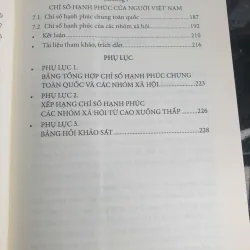 CHỈ SỐ HẠNH PHÚC CỦA NGƯỜI VIỆT NAM
7.1. Chỉ số hạnh phúc chung toàn quốc 187
7.2. Chỉ số hạnh phúc của các nhóm xã hội 192
• Kết luận 210
• Tài liệu tham khảo, trích dẫn 214
PHỤ LỤC
• PHỤ LỤC 1.
BẢNG TỔNG HỢP CHỈ SỐ HẠNH PHÚC CHUNG
TOÀN QUỐC VÀ CÁC NHÓM XÃ HỘI 223
• PHỤ LỤC 2.
XẾP HẠNG CHỈ SỐ HẠNH PHÚC
CÁC NHÓM XÃ HỘI TỪ CAO XUỐNG THẤP 226
• PHỤ LỤC 3.
BẢNG HỎI KHẢO SÁT 228